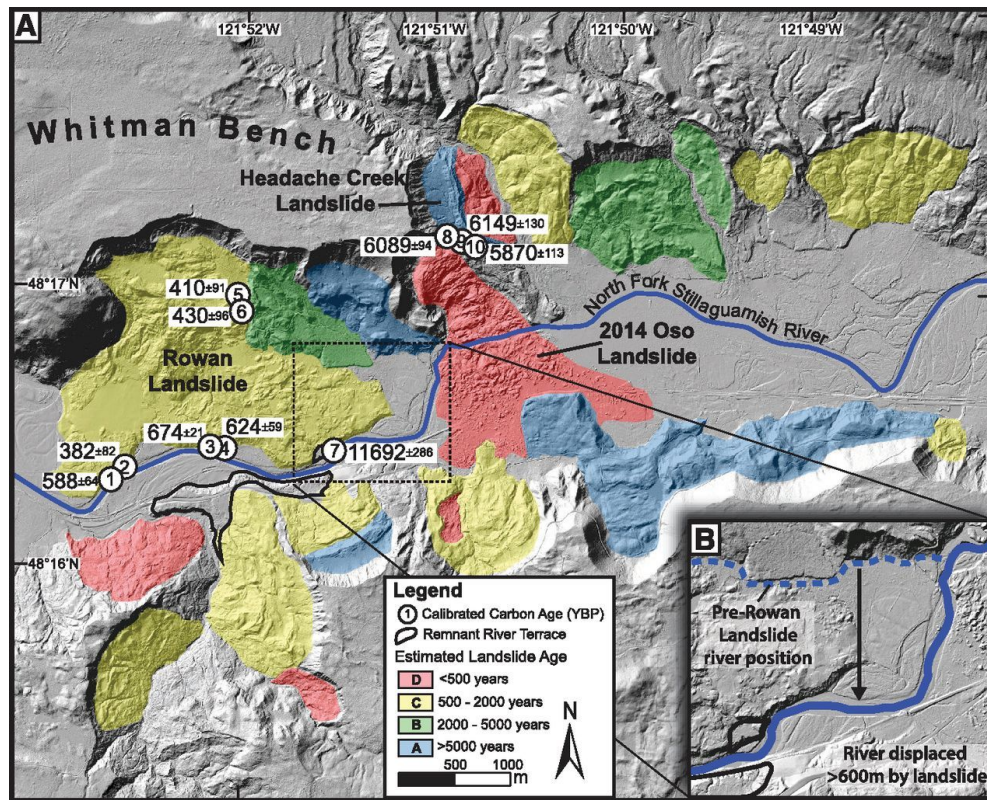 A
121°52'W
121°51'W
121°50'W
121°49'W
Whitman Bench
Headache Creek
Landslide
6149±130
6089±94
8
9
10
5870±113
48°17'N
410±91
5
430±96
6
North Fork Stillaguamish River
2014 Oso
Landslide
Rowan
Landslide
674±21
3
4
624±59
382±82
2
588±64
1
7
11692±286
48°16'N
Legend
1 Calibrated Carbon Age (YBP)
Remnant River Terrace
Estimated Landslide Age
D <500 years
C 500 - 2000 years
B 2000 - 5000 years
A >5000 years
500 1000
m
N
B
Pre-Rowan
Landslide
river position
River displaced
>600m by landslide